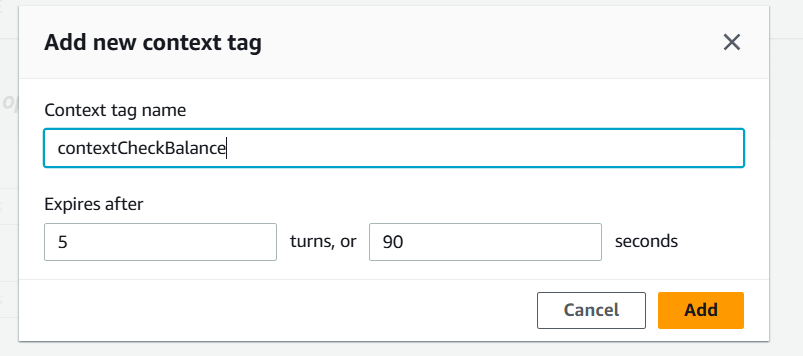 Add new context tag
Context tag name
contextCheckBalance
Expires after
5 turns, or 90 seconds
Cancel Add